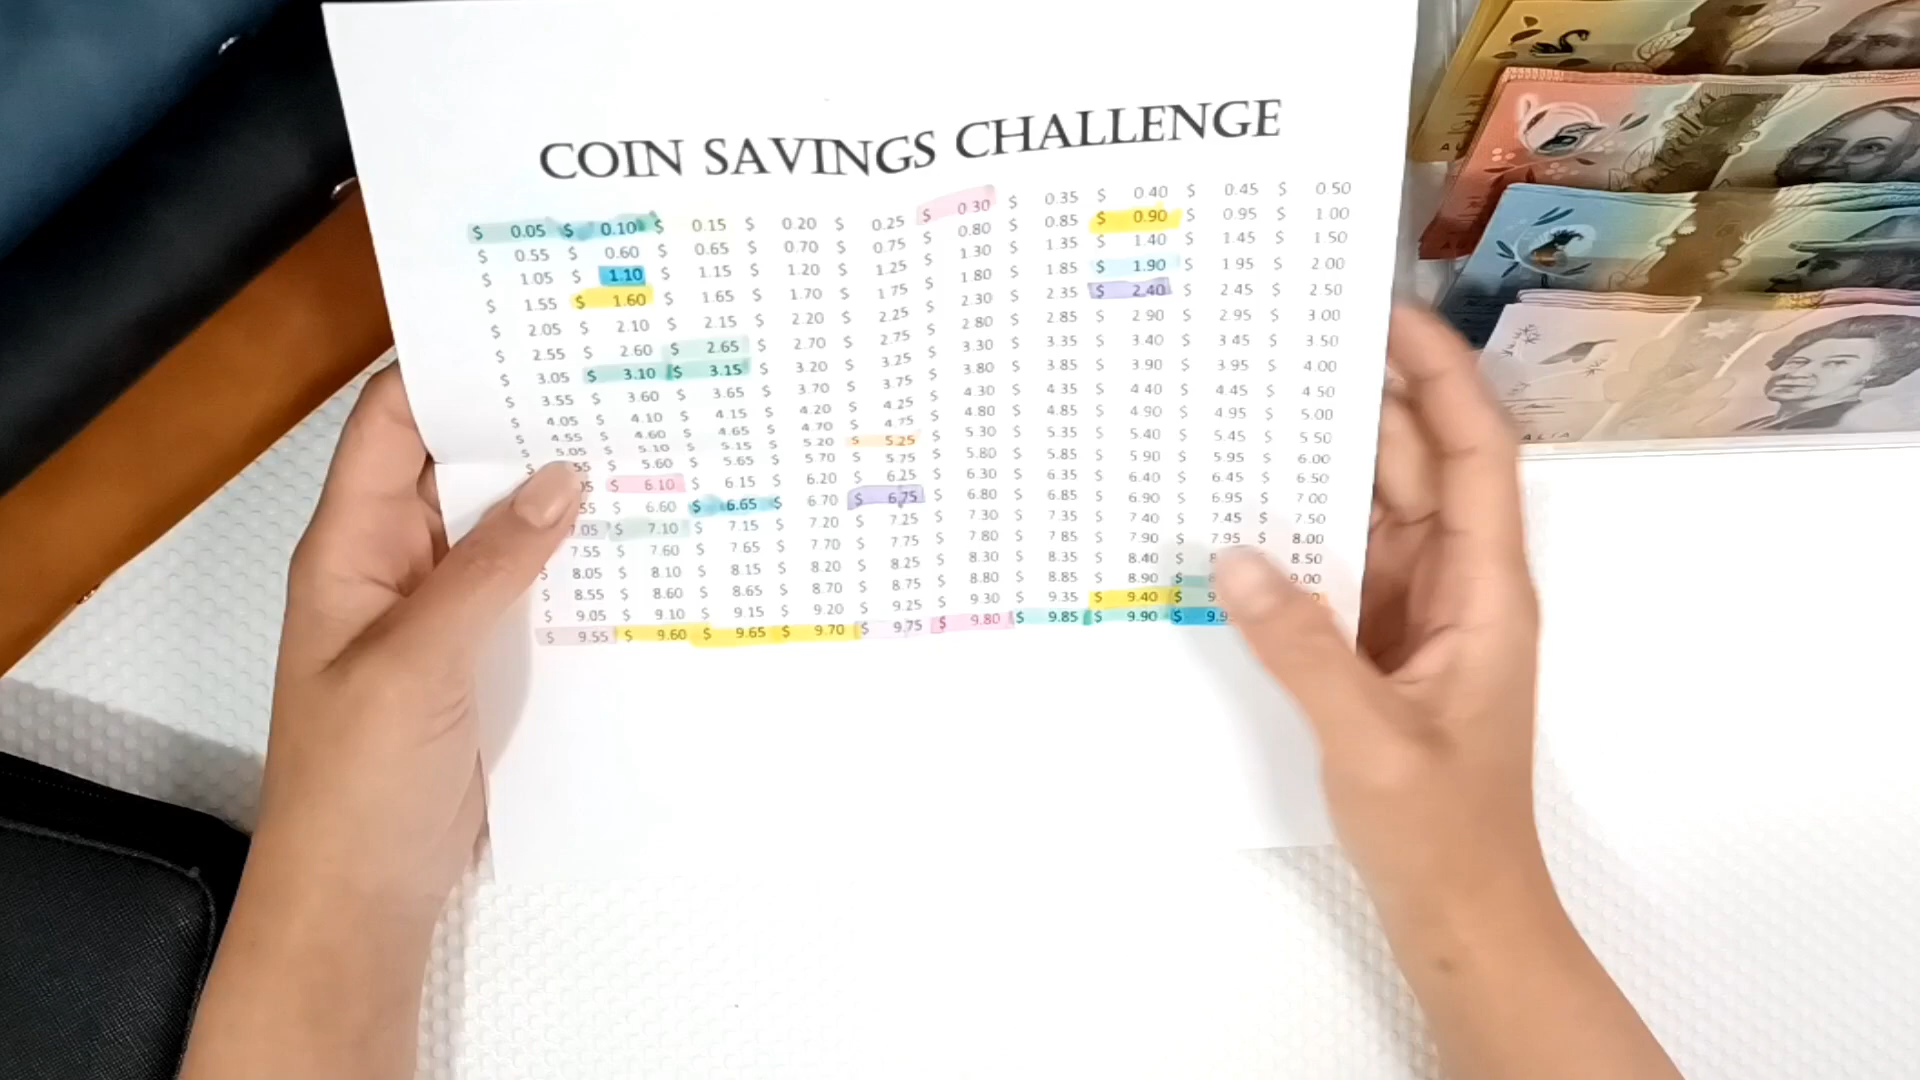 COIN SAVINGS CHALLENGE
$ 0.05 $ 0.10 $ 0.15 $ 0.20 $ 0.25 $ 0.30 $ 0.35 $ 0.40 $ 0.45 $ 0.50
$ 0.55 $ 0.60 $ 0.65 $ 0.70 $ 0.75 $ 0.80 $ 0.85 $ 0.90 $ 0.95 $ 1.00
$ 1.05 $ 1.10 $ 1.15 $ 1.20 $ 1.25 $ 1.30 $ 1.35 $ 1.40 $ 1.45 $ 1.50
$ 1.55 $ 1.60 $ 1.65 $ 1.70 $ 1.75 $ 1.80 $ 1.85 $ 1.90 $ 1.95 $ 2.00
$ 2.05 $ 2.10 $ 2.15 $ 2.20 $ 2.25 $ 2.30 $ 2.35 $ 2.40 $ 2.45 $ 2.50
$ 2.55 $ 2.60 $ 2.65 $ 2.70 $ 2.75 $ 2.80 $ 2.85 $ 2.90 $ 2.95 $ 3.00
$ 3.05 $ 3.10 $ 3.15 $ 3.20 $ 3.25 $ 3.30 $ 3.35 $ 3.40 $ 3.45 $ 3.50
$ 3.55 $ 3.60 $ 3.65 $ 3.70 $ 3.75 $ 3.80 $ 3.85 $ 3.90 $ 3.95 $ 4.00
$ 4.05 $ 4.10 $ 4.15 $ 4.20 $ 4.25 $ 4.30 $ 4.35 $ 4.40 $ 4.45 $ 4.50
$ 4.55 $ 4.60 $ 4.65 $ 4.70 $ 4.75 $ 4.80 $ 4.85 $ 4.90 $ 4.95 $ 5.00
$ 5.05 $ 5.10 $ 5.15 $ 5.20 $ 5.25 $ 5.30 $ 5.35 $ 5.40 $ 5.45 $ 5.50
$ 55 $ 5.60 $ 5.65 $ 5.70 $ 5.75 $ 5.80 $ 5.85 $ 5.90 $ 5.95 $ 6.00
05 $ 6.10 $ 6.15 $ 6.20 $ 6.25 $ 6.30 $ 6.35 $ 6.40 $ 6.45 $ 6.50
55 $ 6.60 $ 6.65 $ 6.70 $ 6.75 $ 6.80 $ 6.85 $ 6.90 $ 6.95 $ 7.00
7.05 $ 7.10 $ 7.15 $ 7.20 $ 7.25 $ 7.30 $ 7.35 $ 7.40 $ 7.45 $ 7.50
7.55 $ 7.60 $ 7.65 $ 7.70 $ 7.75 $ 7.80 $ 7.85 $ 7.90 $ 7.95 $ 8.00
$ 8.05 $ 8.10 $ 8.15 $ 8.20 $ 8.25 $ 8.30 $ 8.35 $ 8.40 $ 8 8.50
$ 8.55 $ 8.60 $ 8.65 $ 8.70 $ 8.75 $ 8.80 $ 8.85 $ 8.90 $ 8 9.00
$ 9.05 $ 9.10 $ 9.15 $ 9.20 $ 9.25 $ 9.30 $ 9.35 $ 9.40 $ 9
$ 9.55 $ 9.60 $ 9.65 $ 9.70 $ 9.75 $ 9.80 $ 9.85 $ 9.90 $ 9.9